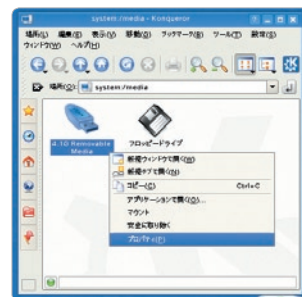 system:/media - Konqueror
場所(L) 編集(E) 表示(V) 移動(G) ブックマーク(B) ツール(T) 設定(S)
ウィンドウ(W) ヘルプ(H)
場所(O): system:/media
4.1G Removable
Media
フロッピードライブ
新規ウィンドウで開く(W)
新規タブで開く(N)
コピー(C) Ctrl+C
アプリケーションで開く(O)...
マウント
安全に取り除く
プロパティ(P)